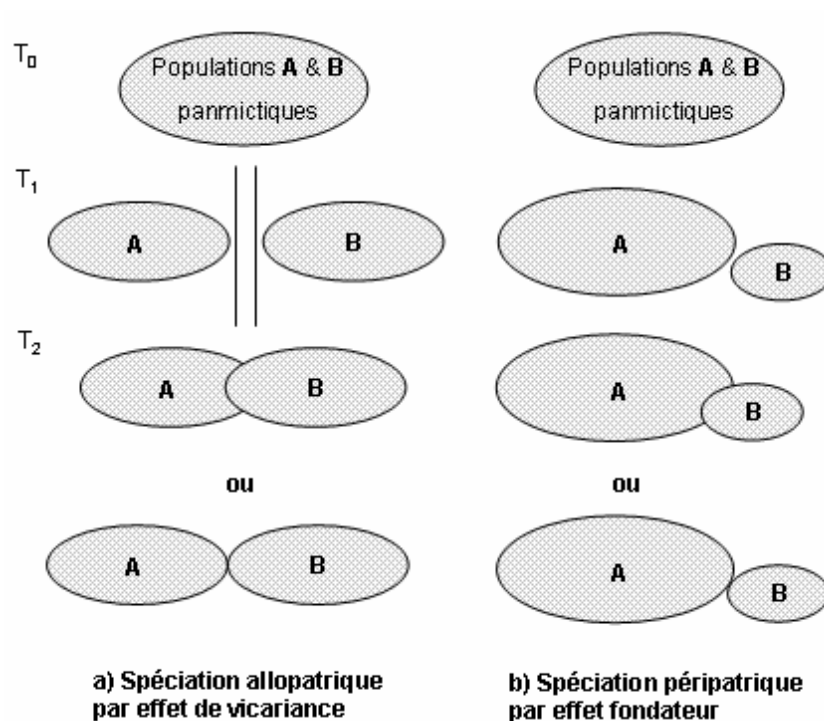 T₀
Populations A & B
panmictiques
Populations A & B
panmictiques
T₁
A
B
A
B
T₂
A
B
A
B
ou
ou
A
B
A
B
a) Spéciation allopatrique
par effet de vicariance
b) Spéciation péripatrique
par effet fondateur